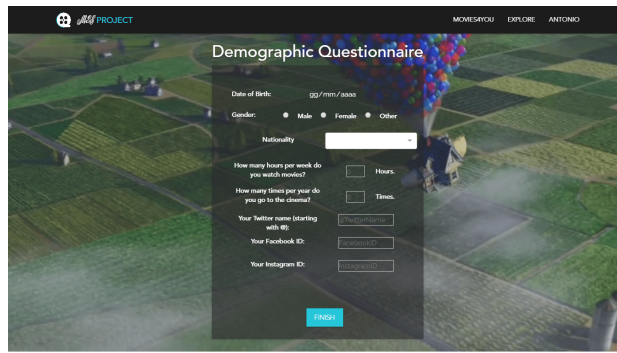 PROJECT
MOVIES4YOU EXPLORE ANTONIO
Demographic Questionnaire
Date of Birth: gg/mm/aaaa
Gender: Male Female Other
Nationality
How many hours per week do
you watch movies?
Hours.
How many times per year do
you go to the cinema?
Times.
Your Twitter name (starting
with @):
@TwitterName
Your Facebook ID:
FacebookID
Your Instagram ID:
InstagramID
FINISH